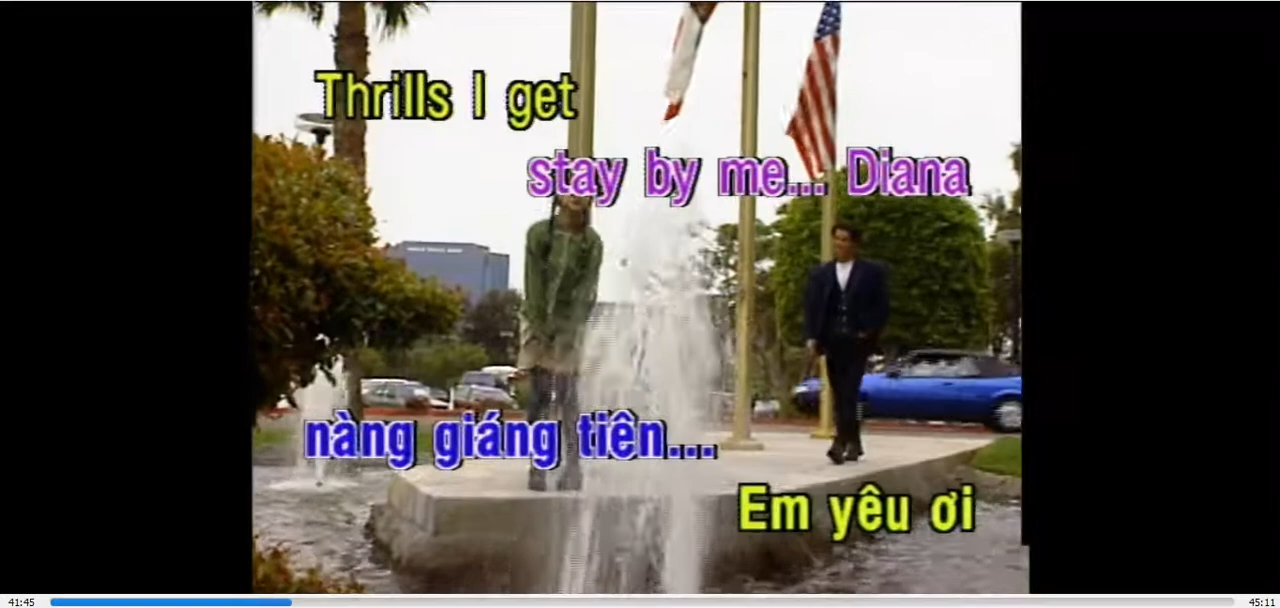 Thrills I get
stay by me... Diana
nàng giáng tiên...
Em yêu ơi
41:45
45:11